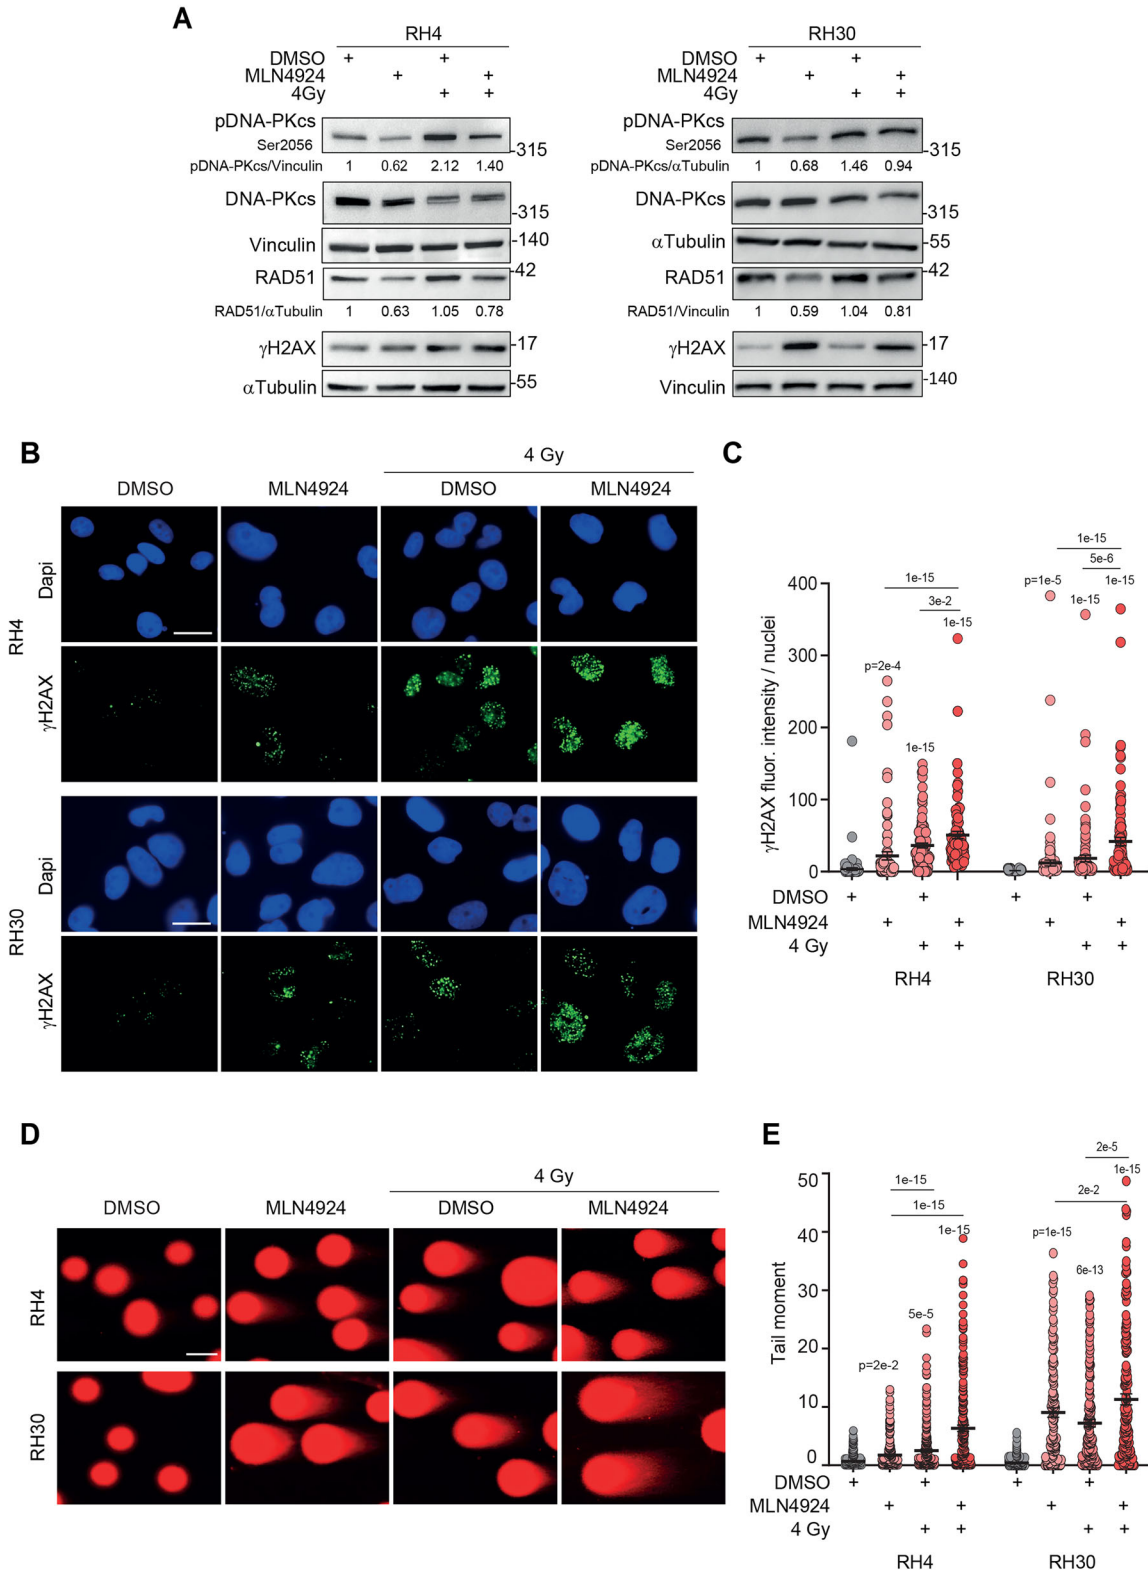 A
RH4
DMSO + +
MLN4924 + +
4Gy + +
pDNA-PKcs
Ser2056
-315
pDNA-PKcs/Vinculin 1 0.62 2.12 1.40
DNA-PKcs
-315
Vinculin -140
RAD51 -42
RAD51/αTubulin 1 0.63 1.05 0.78
γH2AX -17
αTubulin -55
RH30
DMSO + +
MLN4924 + +
4Gy + +
pDNA-PKcs
Ser2056
-315
pDNA-PKcs/αTubulin 1 0.68 1.46 0.94
DNA-PKcs
-315
αTubulin -55
RAD51 -42
RAD51/Vinculin 1 0.59 1.04 0.81
γH2AX -17
Vinculin -140
B
4 Gy
DMSO MLN4924 DMSO MLN4924
RH4
Dapi
γH2AX
RH30
Dapi
γH2AX
C
γH2AX fluor. intensity / nuclei
400
300
200
100
0
p=2e-4
1e-15
1e-15
3e-2
1e-15
p=1e-5
1e-15
1e-15
5e-6
1e-15
DMSO + + + +
MLN4924 + + + +
4 Gy + + + +
RH4 RH30
D
4 Gy
DMSO MLN4924 DMSO MLN4924
RH4
RH30
E
Tail moment
50
40
30
20
10
0
p=2e-2
5e-5
1e-15
1e-15
1e-15
p=1e-15
6e-13
2e-2
2e-5
1e-15
DMSO + + + +
MLN4924 + + + +
4 Gy + + + +
RH4 RH30